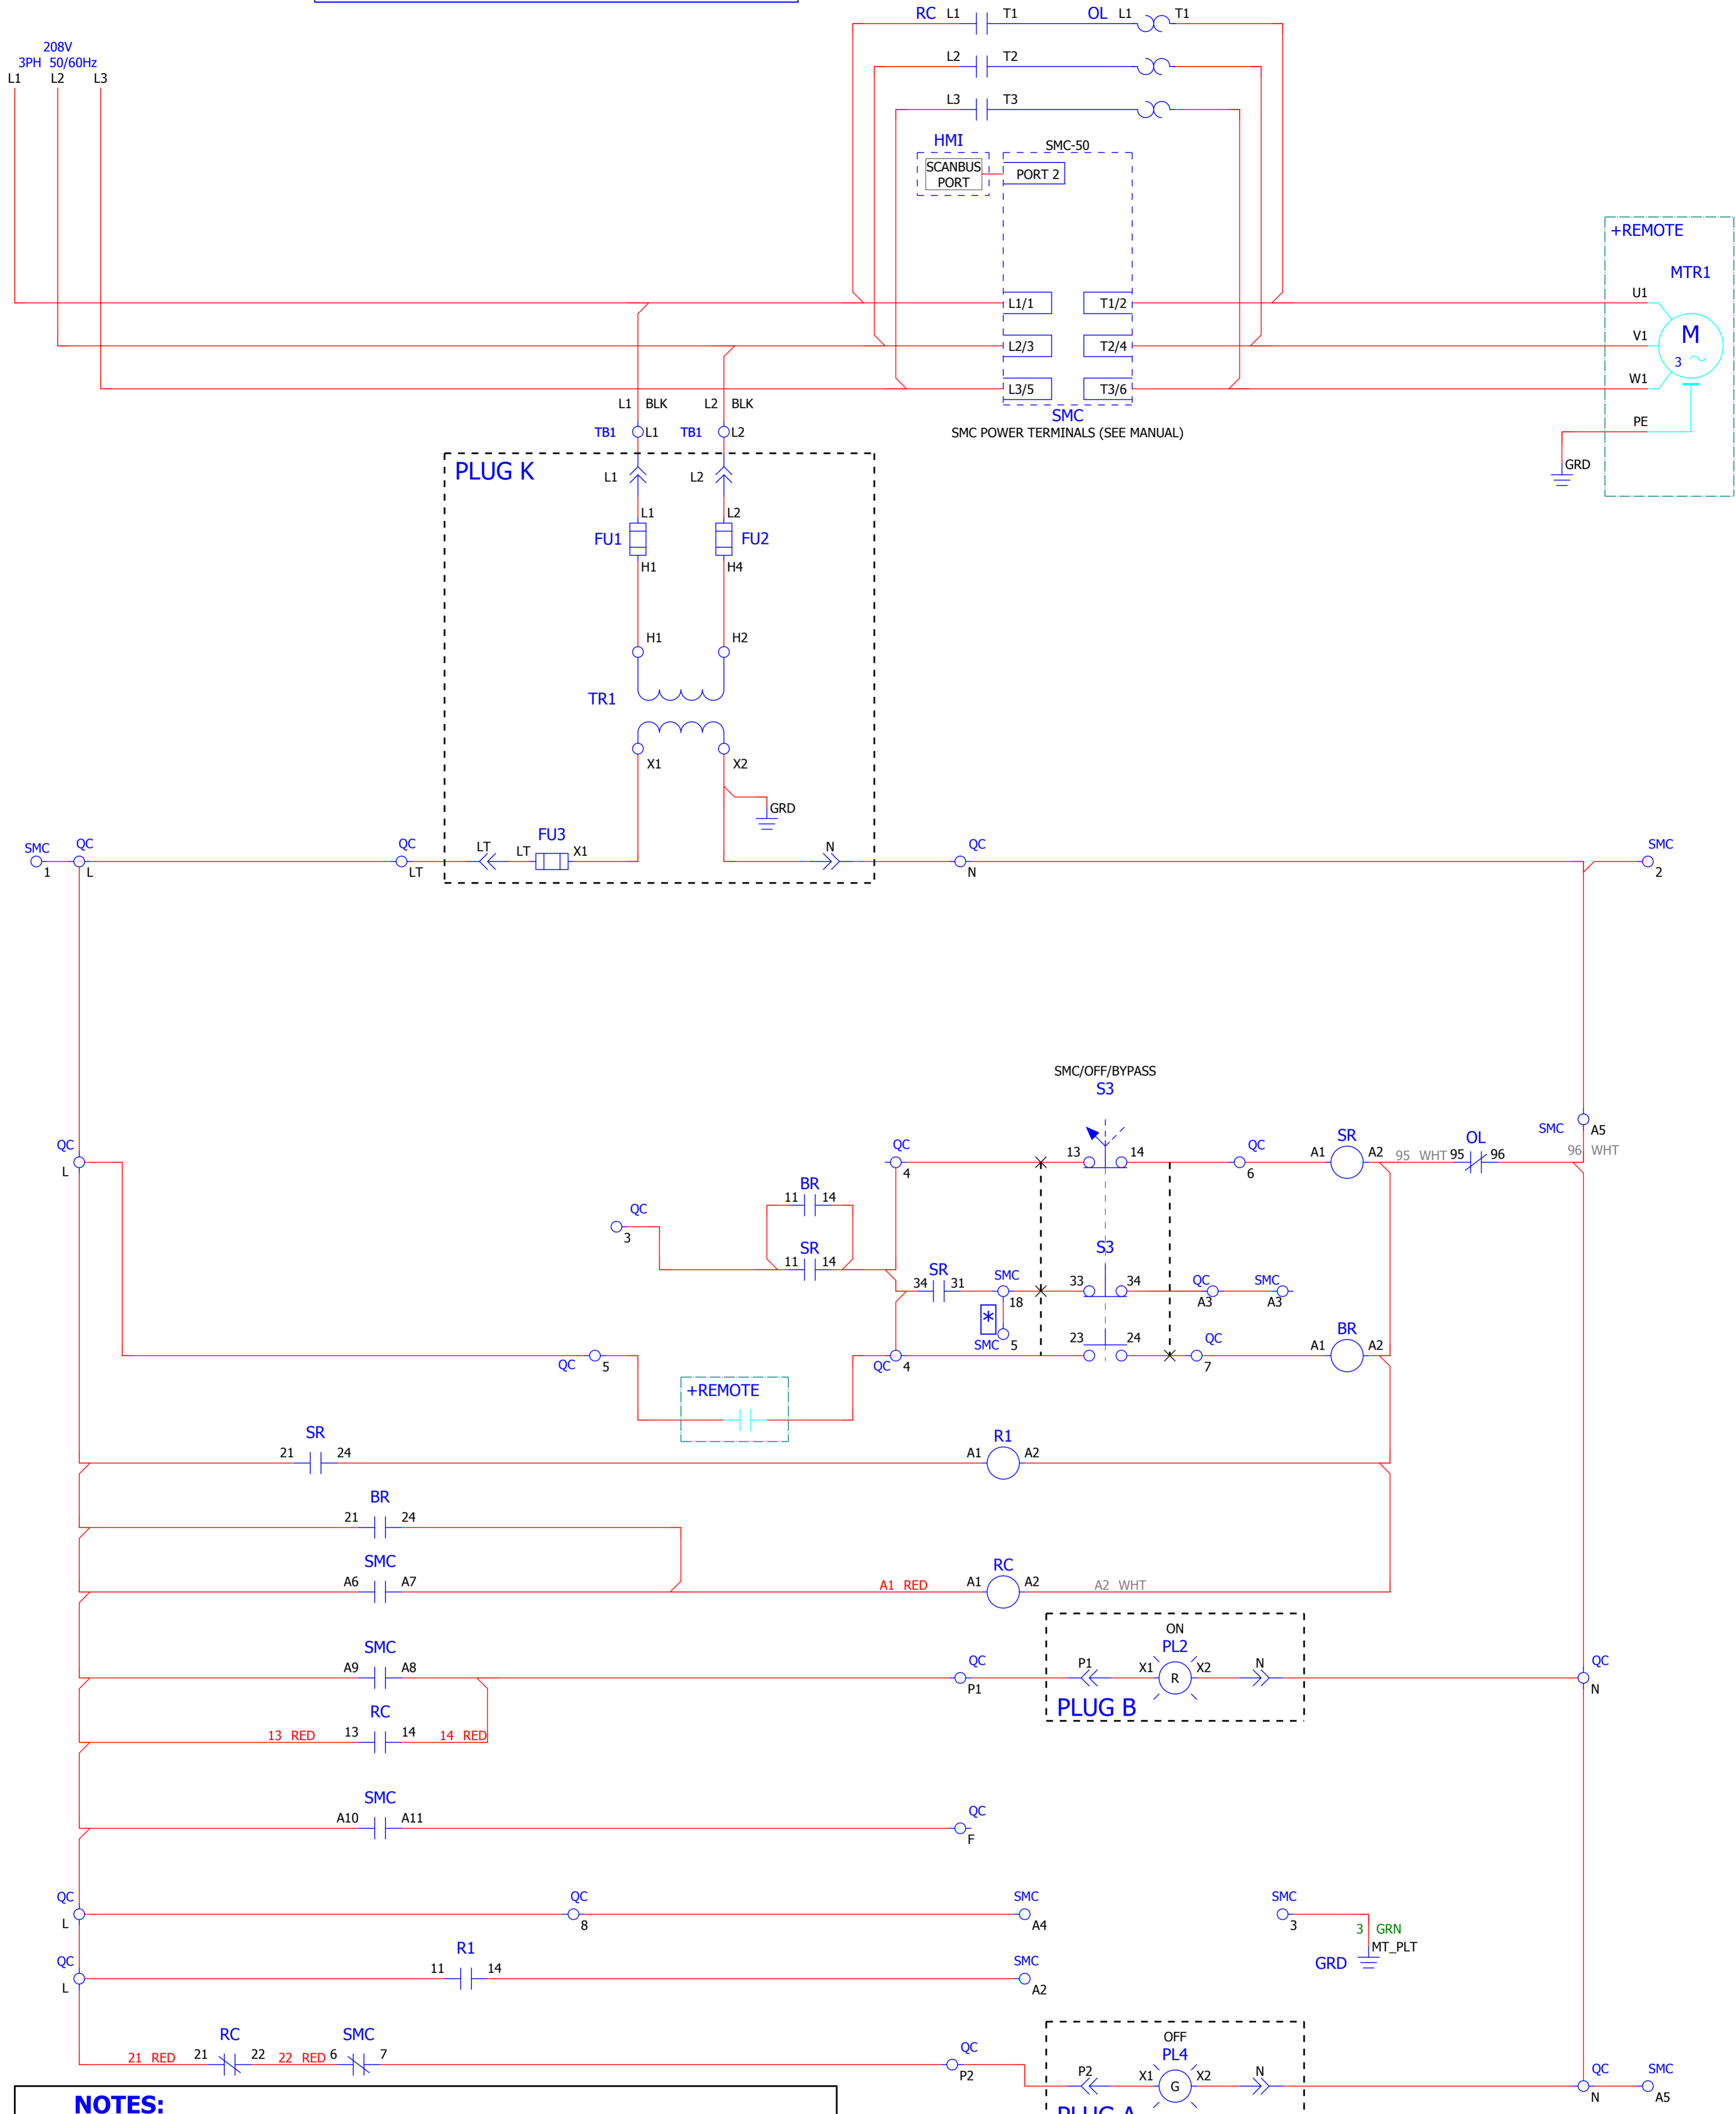 RC L1 T1 OL L1 T1
208V
3PH 50/60Hz
L1 L2 L3
L2 T2
L3 T3
HMI
SMC-50
SCANBUS
PORT
PORT 2
+REMOTE
MTR1
L1/1 T1/2 U1
L2/3 T2/4 V1
M
3
L3/5 T3/6 W1
L1 BLK L2 BLK
SMC
SMC POWER TERMINALS (SEE MANUAL)
PE
TB1 L1 TB1 L2
PLUG K
L1 L2
GRD
L1 L2
FU1 FU2
H1 H4
H1 H2
TR1
X1 X2
GRD
FU3
SMC QC QC LT LT X1 N QC SMC
1 L LT N 2
SMC/OFF/BYPASS
S3
SMC A5
QC QC 13 14 QC SR OL 96 WHT
L 4 6 A1 A2 95 WHT 95 96
BR
11 14
QC
3
SR
11 14
S3
SR
34 31 SMC 33 34 QC SMC
18 A3 A3
*
SMC 5
23 24 QC BR
A1 A2
QC 5 QC 4 7
+REMOTE
SR
21 24
R1
A1 A2
BR
21 24
SMC
A6 A7
RC
A1 RED A1 A2 A2 WHT
ON
PL2
SMC
A9 A8 QC P1 X1 R X2 N QC
P1 N
PLUG B
RC
13 RED 13 14 14 RED
SMC
A10 A11 QC
F
QC QC SMC SMC
L 8 A4 3
3 GRN
MT_PLT
GRD
QC R1 SMC
L 11 14 A2
OFF
PL4
RC SMC
21 RED 21 22 22 RED 6 7 QC
P2 P2 X1 G X2 N QC SMC
N A5
PLUG A
NOTES: